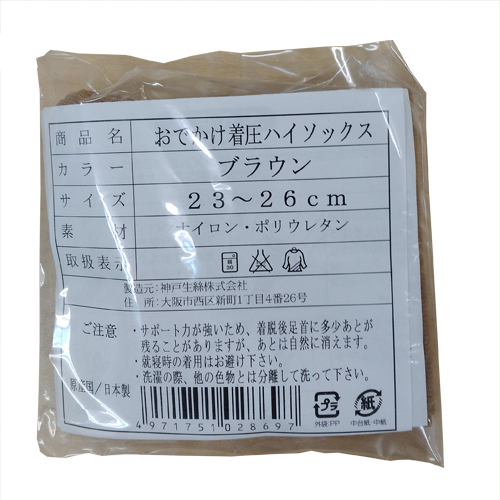 商品名 おでかけ着圧ハイソックス
カラー ブラウン
サイズ 23～26cm
素材 ナイロン・ポリウレタン
取扱表示
製造元：神戸生絲株式会社
住　所：大阪市西区新町1丁目4番26号
ご注意
・サポート力が強いため、着脱後足首に多少あとが
残ることがありますが、あとは自然に消えます。
・就寝時の着用はお避け下さい。
・洗濯の際、他の色物とは分離して洗って下さい。
原産国/日本製
4971751028697
プラ
外袋:PP
紙
中台紙・中紙